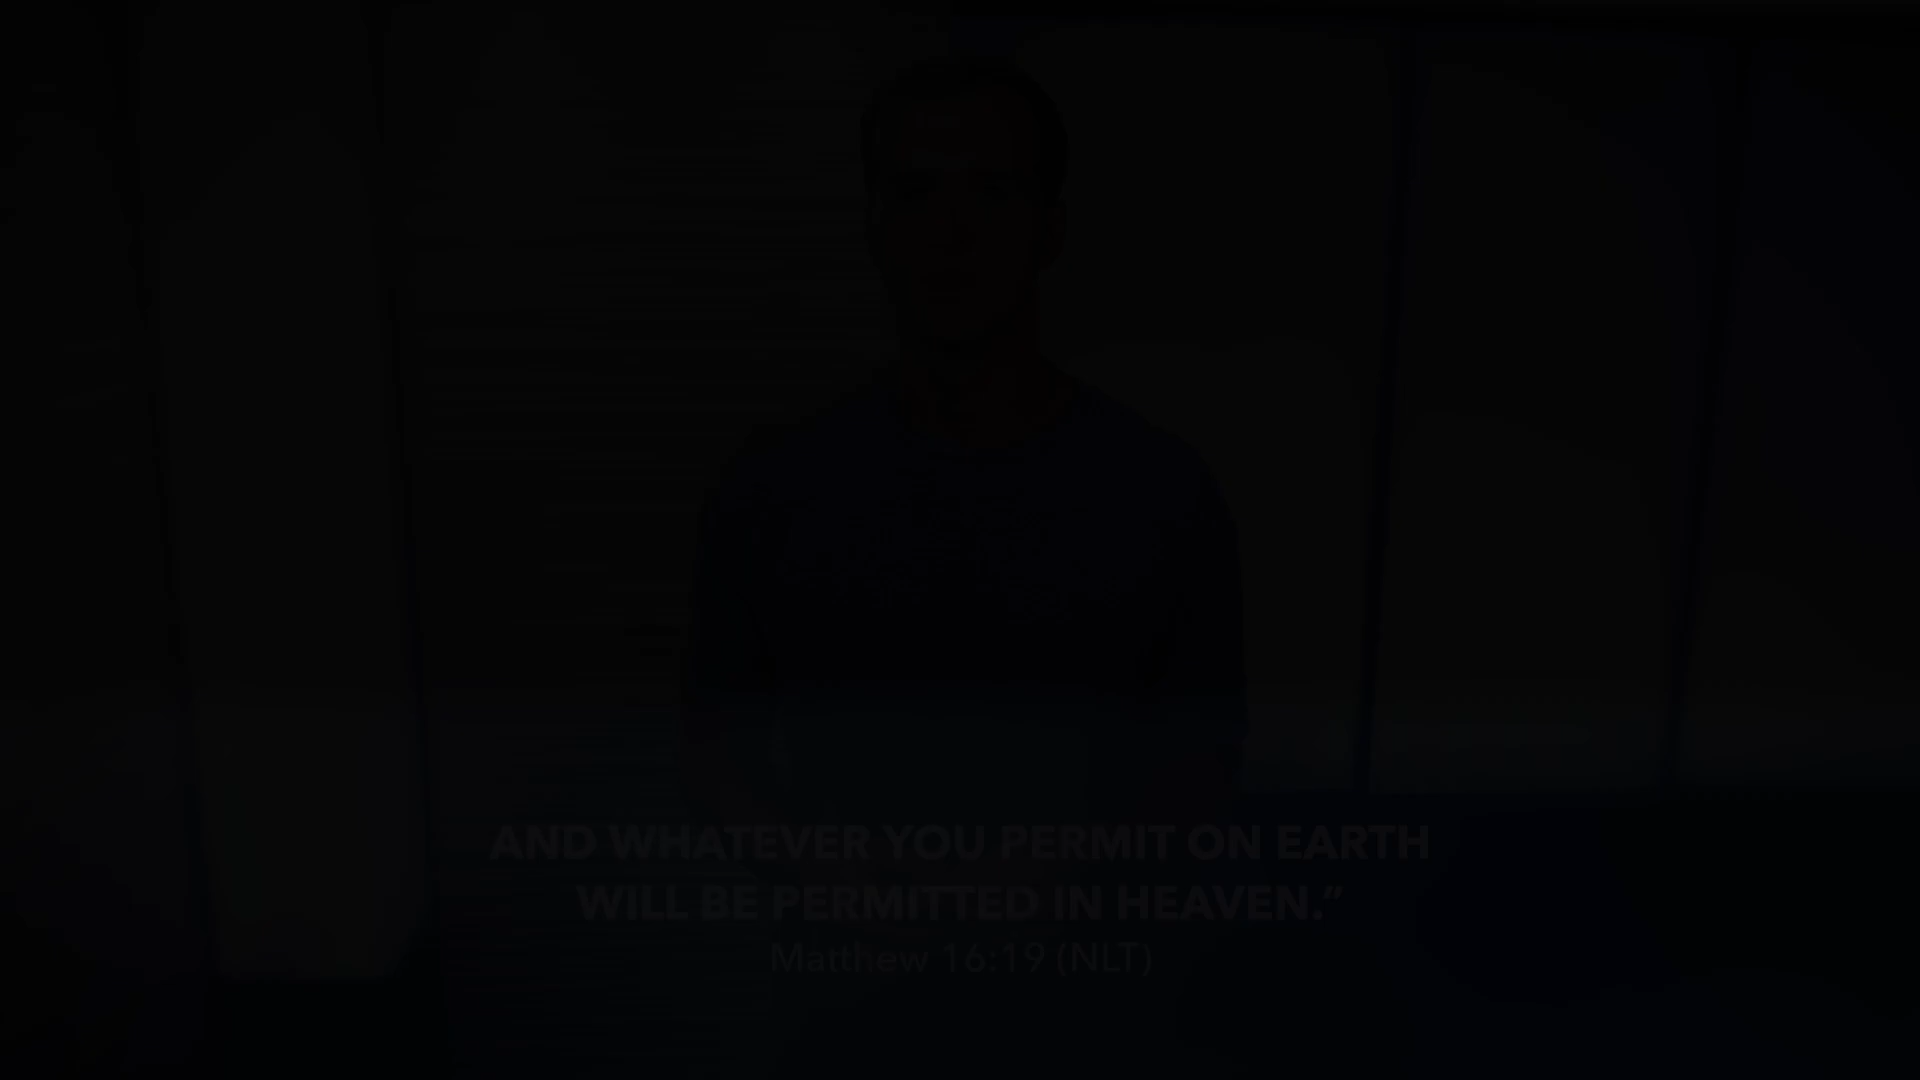 AND WHATEVER YOU PERMIT ON EARTH
WILL BE PERMITTED IN HEAVEN.”
Matthew 16:19 (NLT)